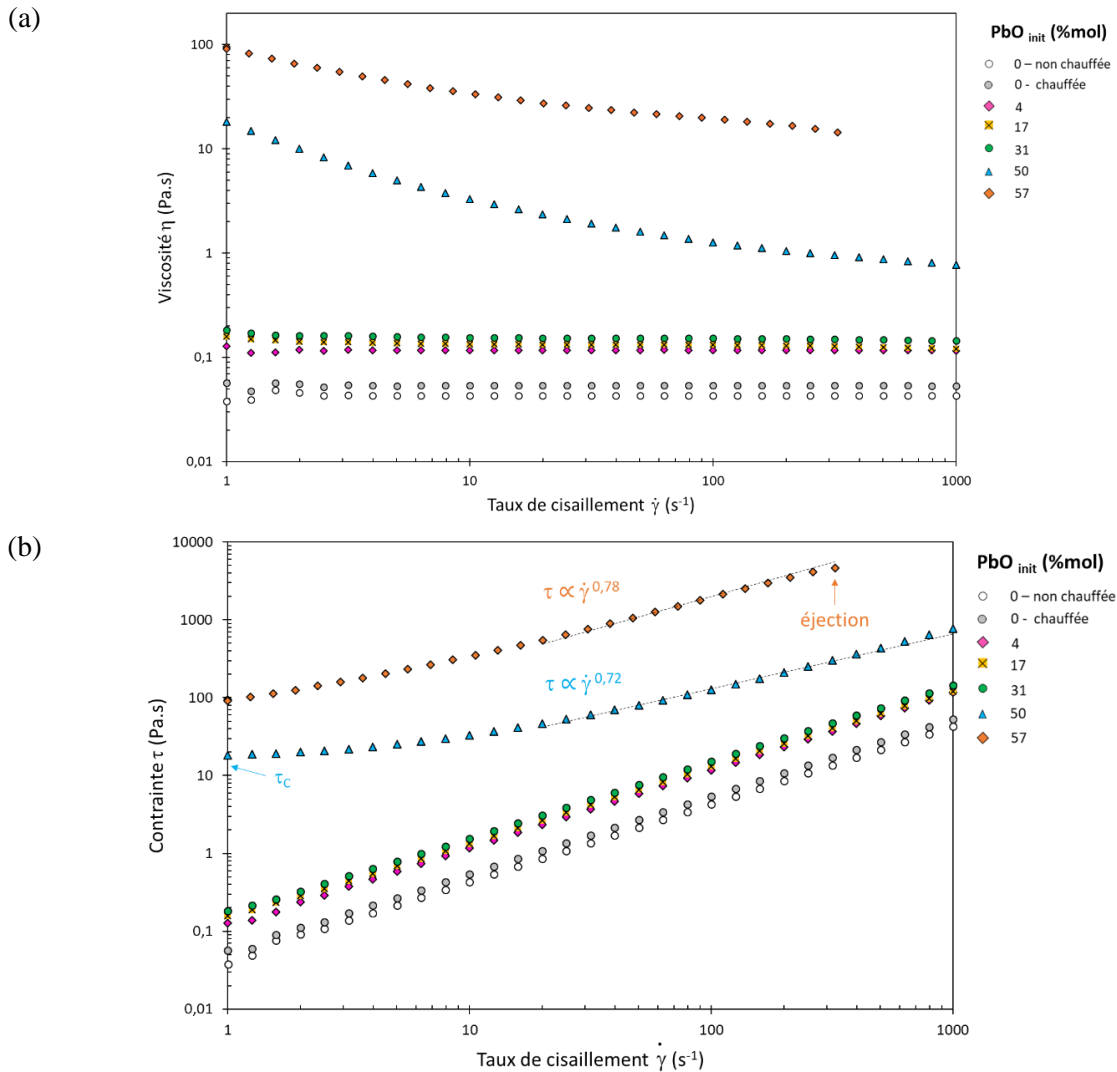 (a)
PbO init (%mol)
0 – non chauffée
0 - chauffée
4
17
31
50
57
Viscosité η (Pa.s)
100
10
1
0,1
0,01
1
10
100
1000
Taux de cisaillement γ̇ (s-1)
(b)
PbO init (%mol)
0 – non chauffée
0 - chauffée
4
17
31
50
57
Contrainte τ (Pa.s)
10000
1000
100
10
1
0,1
0,01
τ ∝ γ̇0,78
éjection
τ ∝ γ̇0,72
τC
1
10
100
1000
Taux de cisaillement γ̇ (s-1)